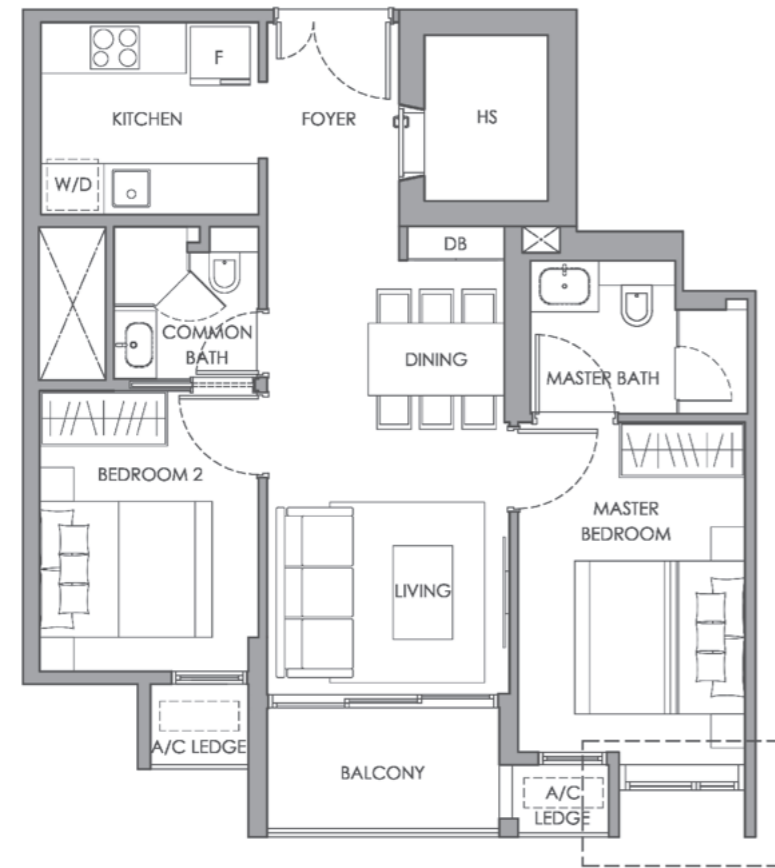 F
KITCHEN
FOYER
HS
W/D
DB
COMMON
BATH
DINING
MASTER BATH
BEDROOM 2
MASTER
BEDROOM
LIVING
A/C LEDGE
BALCONY
A/C
LEDGE